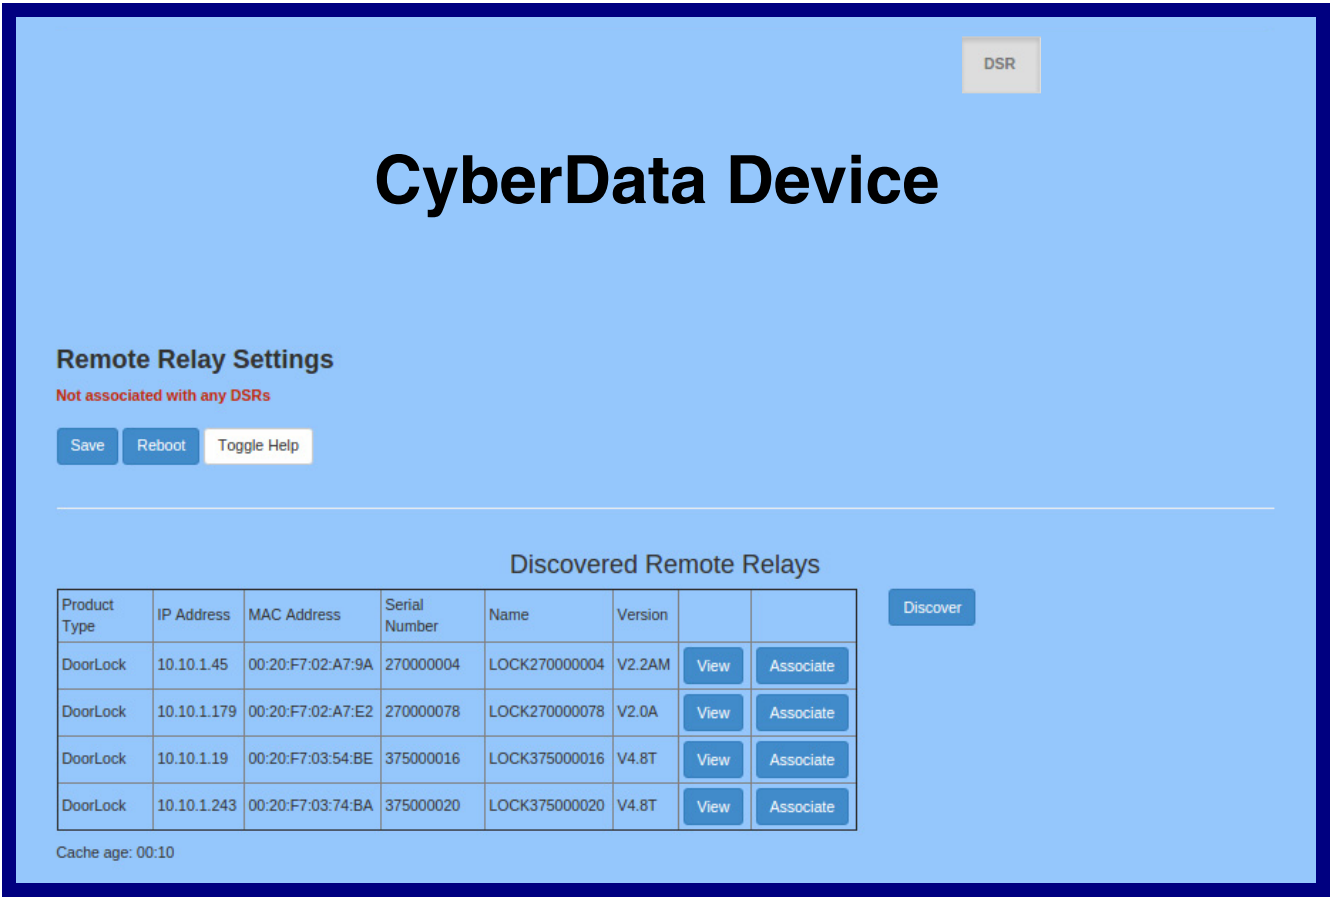 DSR
CyberData Device
Remote Relay Settings
Not associated with any DSRs
Save Reboot Toggle Help
Discovered Remote Relays
Product Type IP Address MAC Address Serial Number Name Version
Discover
DoorLock 10.10.1.45 00:20:F7:02:A7:9A 270000004 LOCK270000004 V2.2AM View Associate
DoorLock 10.10.1.179 00:20:F7:02:A7:E2 270000078 LOCK270000078 V2.0A View Associate
DoorLock 10.10.1.19 00:20:F7:03:54:BE 375000016 LOCK375000016 V4.8T View Associate
DoorLock 10.10.1.243 00:20:F7:03:74:BA 375000020 LOCK375000020 V4.8T View Associate
Cache age: 00:10